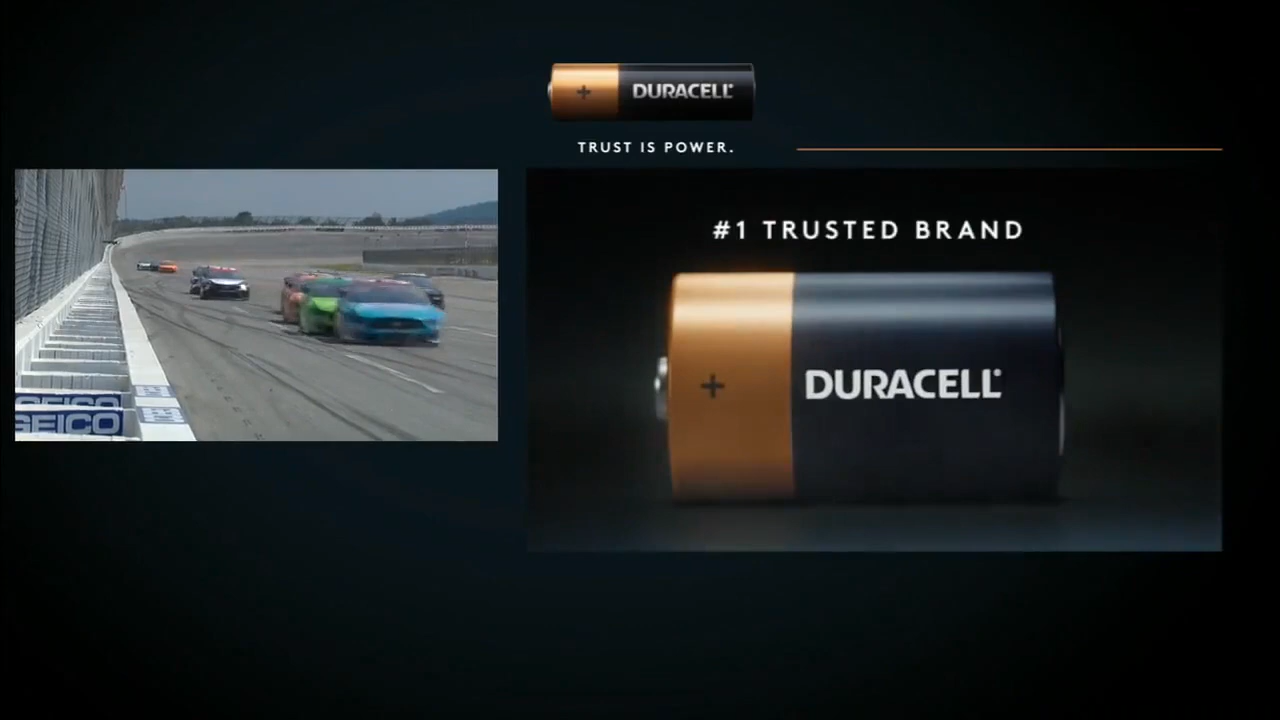 + DURACELL
TRUST IS POWER.
#1 TRUSTED BRAND
+ DURACELL
GEICO
GEICO